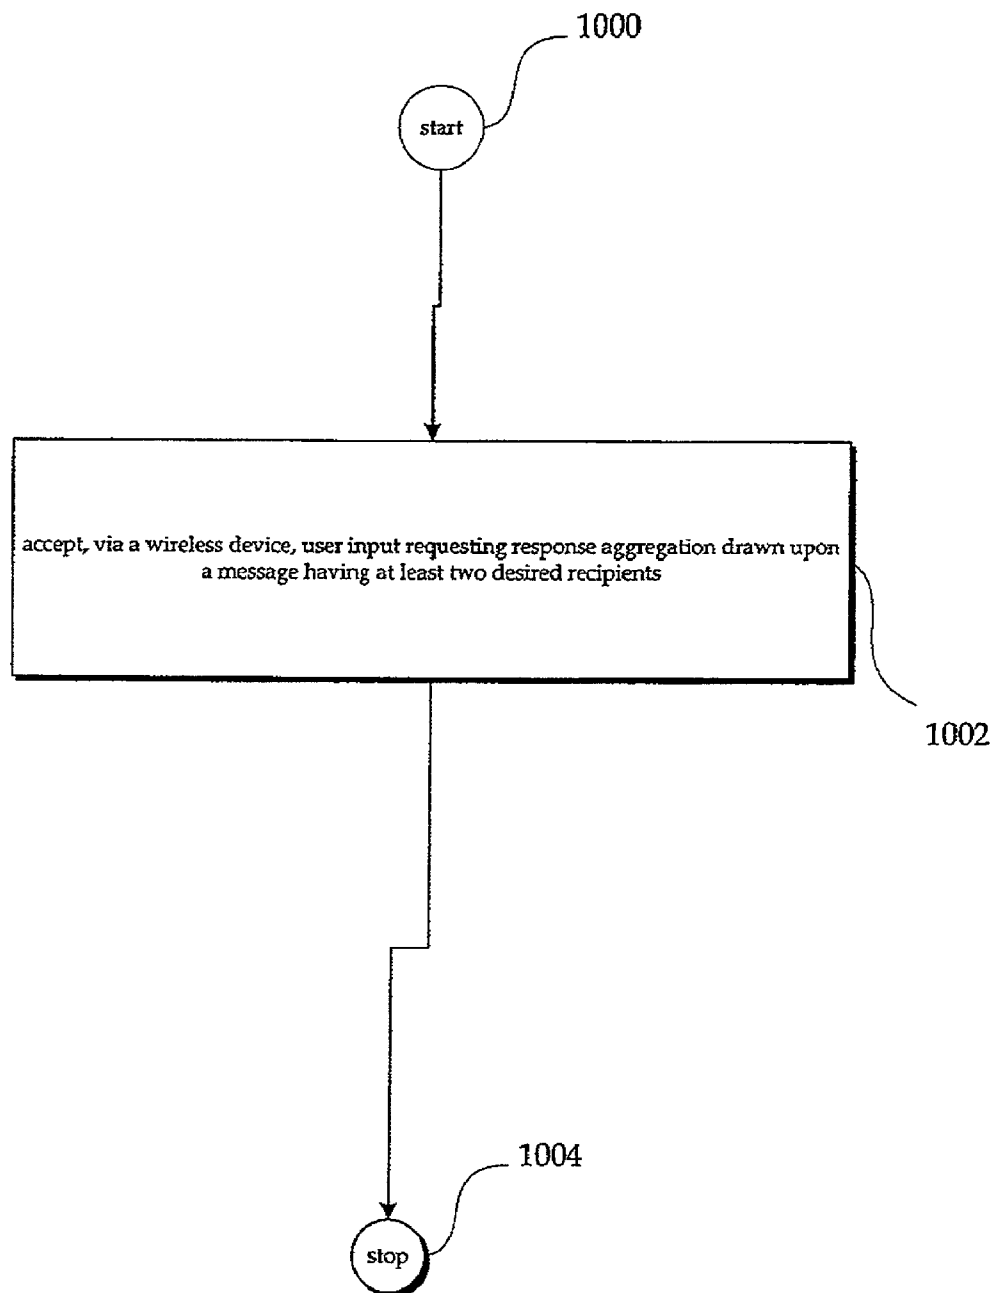 1000
start
accept, via a wireless device, user input requesting response aggregation drawn upon
a message having at least two desired recipients
1002
1004
stop